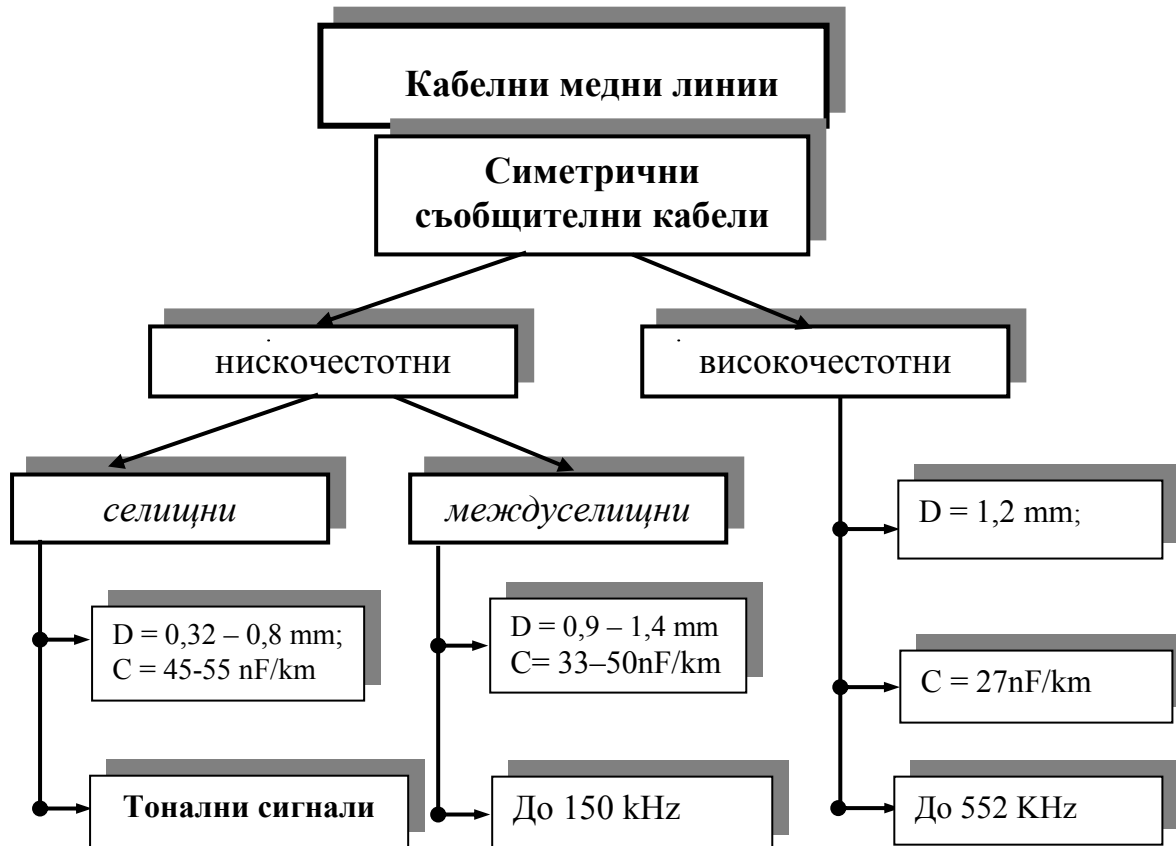 Кабелни медни линии
Симетрични
съобщителни кабели
нискочестотни
високочестотни
селищни
междуселищни
D = 1,2 mm;
D = 0,32 – 0,8 mm;
C = 45-55 nF/km
D = 0,9 – 1,4 mm
C= 33–50nF/km
C = 27nF/km
Тонални сигнали
До 150 kHz
До 552 KHz